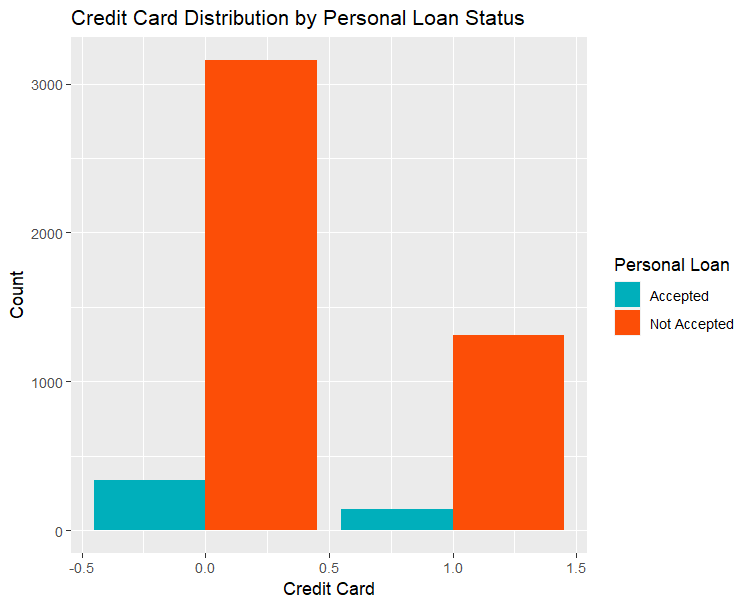 Credit Card Distribution by Personal Loan Status
3000
2000
1000
0
Count
-0.5 0.0 0.5 1.0 1.5
Credit Card
Personal Loan
Accepted
Not Accepted